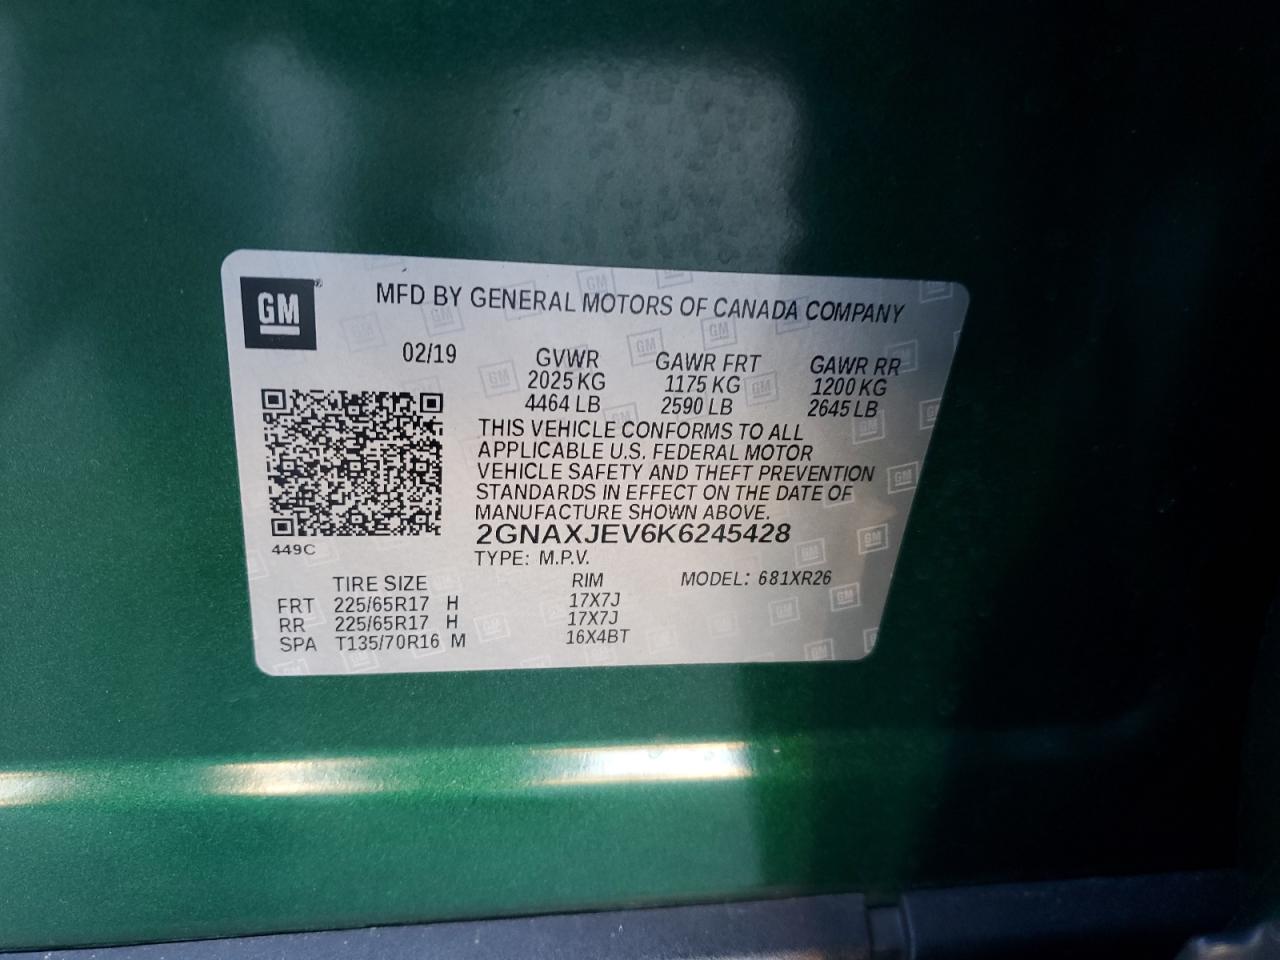 GM
MFD BY GENERAL MOTORS OF CANADA COMPANY
02/19
GVWR GAWR FRT GAWR RR
2025 KG 1175 KG 1200 KG
4464 LB 2590 LB 2645 LB
THIS VEHICLE CONFORMS TO ALL
APPLICABLE U.S. FEDERAL MOTOR
VEHICLE SAFETY AND THEFT PREVENTION
STANDARDS IN EFFECT ON THE DATE OF
MANUFACTURE SHOWN ABOVE.
2GNAXJEV6K6245428
449C
TYPE: M.P.V.
TIRE SIZE RIM MODEL: 681XR26
FRT 225/65R17 H 17X7J
RR 225/65R17 H 17X7J
SPA T135/70R16 M 16X4BT